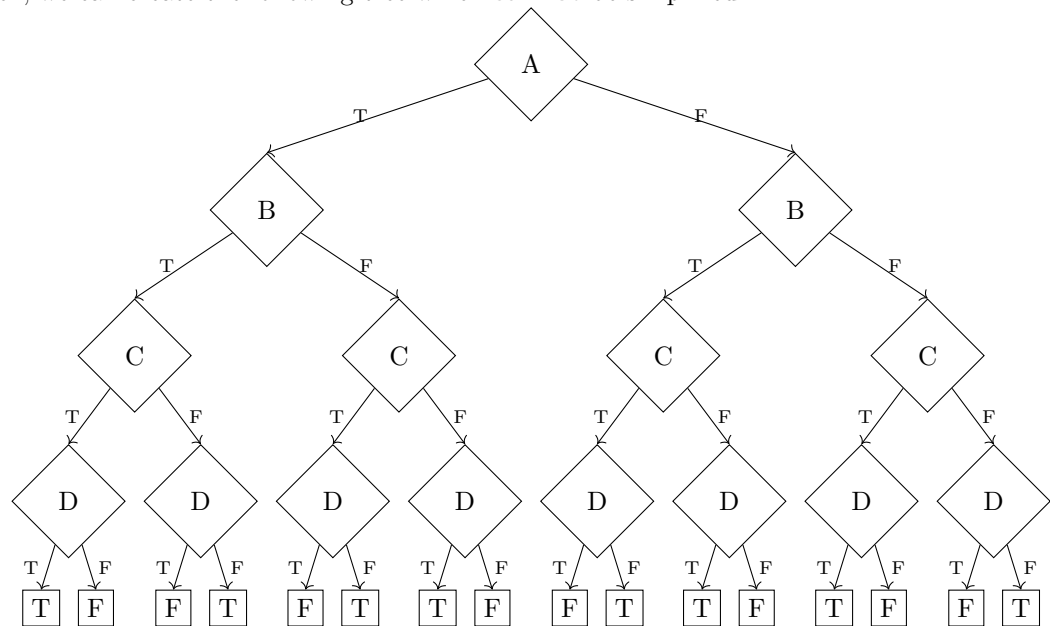 A
T F
B B
T F T F
C C C C
T F T F T F T F
D D D D D D D D
T F T F T F T F T F T F T F T F
T F F T F T T F F T T F T F F T